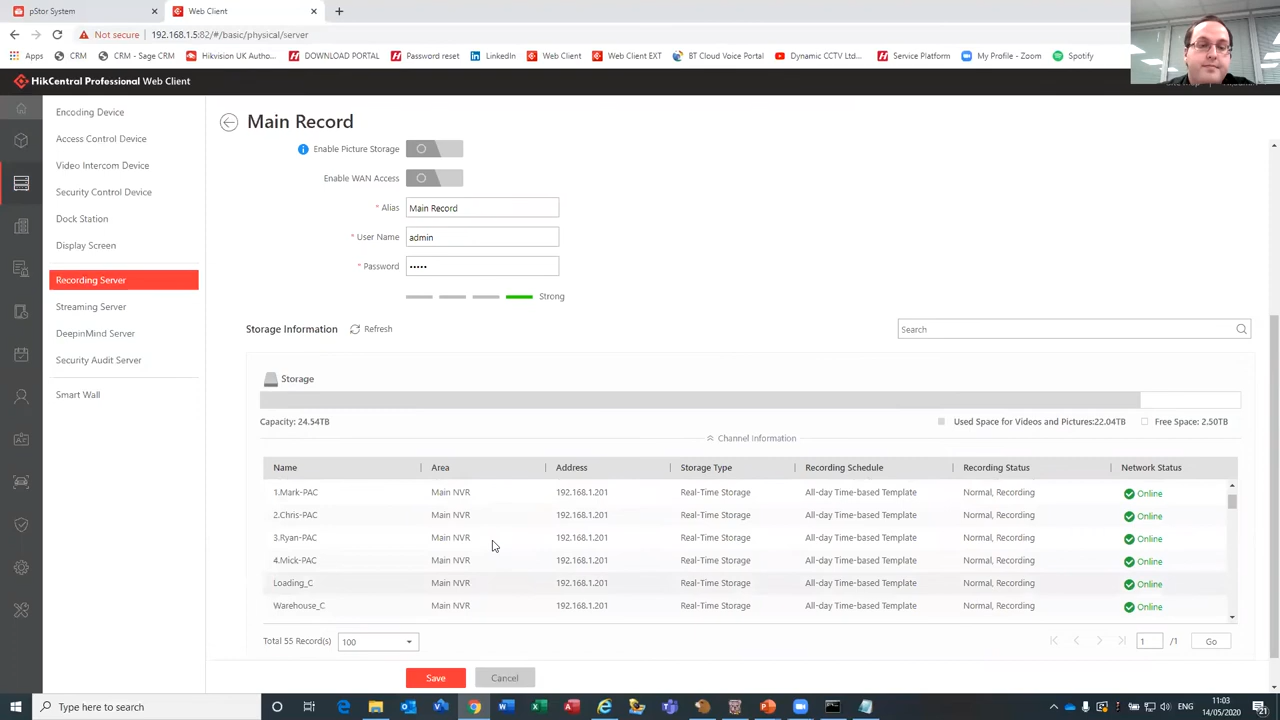 pStor System
Web Client
Not secure 192.168.1.5:82/#/basic/physical/server
Apps CRM CRM - Sage CRM Hikvision UK Autho... DOWNLOAD PORTAL Password reset LinkedIn Web Client Web Client EXT BT Cloud Voice Portal Dynamic CCTV Ltd... Service Platform My Profile - Zoom Spotify
HikCentral Professional Web Client
Encoding Device
Access Control Device
Video Intercom Device
Security Control Device
Dock Station
Display Screen
Recording Server
Streaming Server
DeepinMind Server
Security Audit Server
Smart Wall
Main Record
Enable Picture Storage
Enable WAN Access
* Alias Main Record
* User Name admin
* Password •••••
Strong
Storage Information Refresh Search
Storage
Capacity: 24.54TB Used Space for Videos and Pictures:22.04TB Free Space: 2.50TB
Channel Information
Name Area Address Storage Type Recording Schedule Recording Status Network Status
1.Mark-PAC Main NVR 192.168.1.201 Real-Time Storage All-day Time-based Template Normal, Recording Online
2.Chris-PAC Main NVR 192.168.1.201 Real-Time Storage All-day Time-based Template Normal, Recording Online
3.Ryan-PAC Main NVR 192.168.1.201 Real-Time Storage All-day Time-based Template Normal, Recording Online
4.Mick-PAC Main NVR 192.168.1.201 Real-Time Storage All-day Time-based Template Normal, Recording Online
Loading_C Main NVR 192.168.1.201 Real-Time Storage All-day Time-based Template Normal, Recording Online
Warehouse_C Main NVR 192.168.1.201 Real-Time Storage All-day Time-based Template Normal, Recording Online
Total 55 Record(s) 100 1 /1 Go
Save Cancel
Type here to search
11:03
14/05/2020